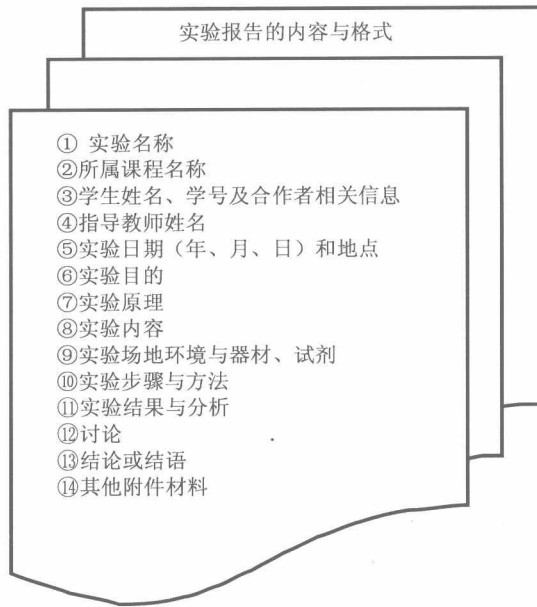 实验报告的内容与格式
① 实验名称
②所属课程名称
③学生姓名、学号及合作者相关信息
④指导教师姓名
⑤实验日期（年、月、日）和地点
⑥实验目的
⑦实验原理
⑧实验内容
⑨实验场地环境与器材、试剂
⑩实验步骤与方法
⑪实验结果与分析
⑫讨论
⑬结论或结语
⑭其他附件材料